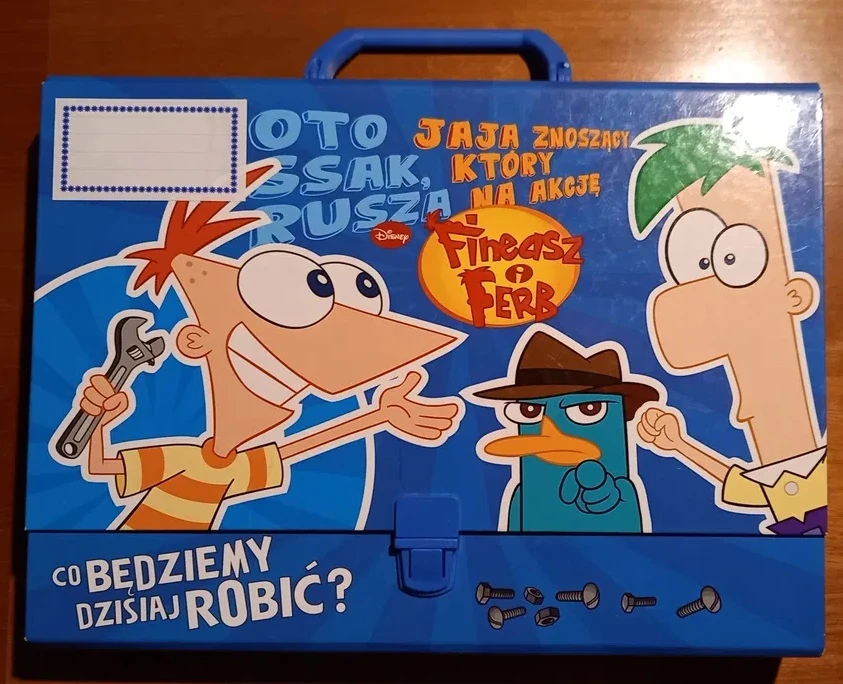 OTO JAJA ZNOSZĄCY
SSAK, KTÓRY
RUSZA NA AKCJĘ
Disney
Fineasz
i
Ferb
CO BĘDZIEMY
DZISIAJ ROBIĆ?